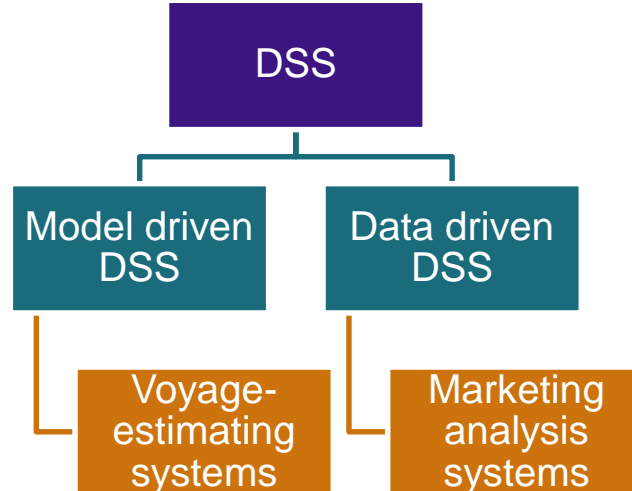 DSS
Model driven
DSS
Data driven
DSS
Voyage-
estimating
systems
Marketing
analysis
systems